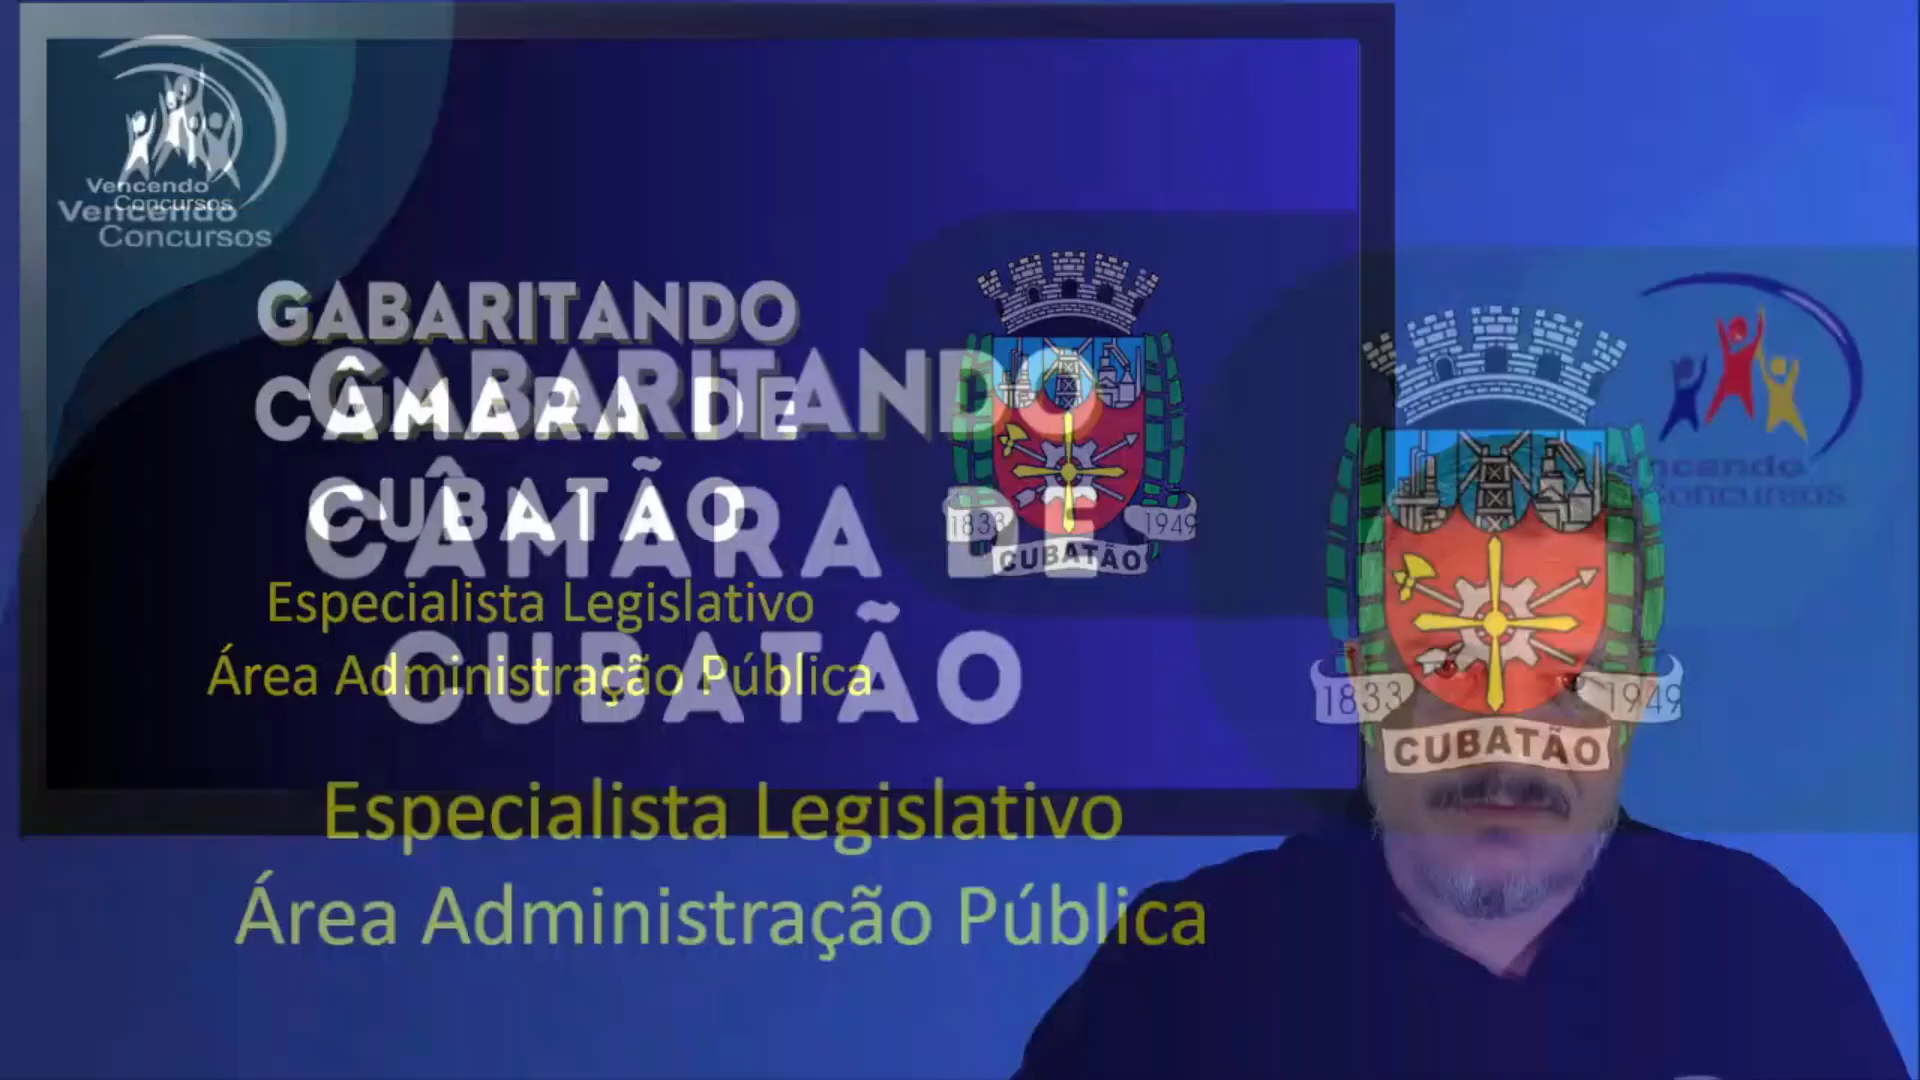 Vencendo
Concursos
Vencendo
Concursos
GABARITANDO
CÂMARA DE
CUBATÃO
Especialista Legislativo
Área Administração Pública
1833
1949
CUBATÃO
GABARITANDO
CÂMARA DE
CUBATÃO
Especialista Legislativo
Área Administração Pública
1833
1949
CUBATÃO
Vencendo
Concursos